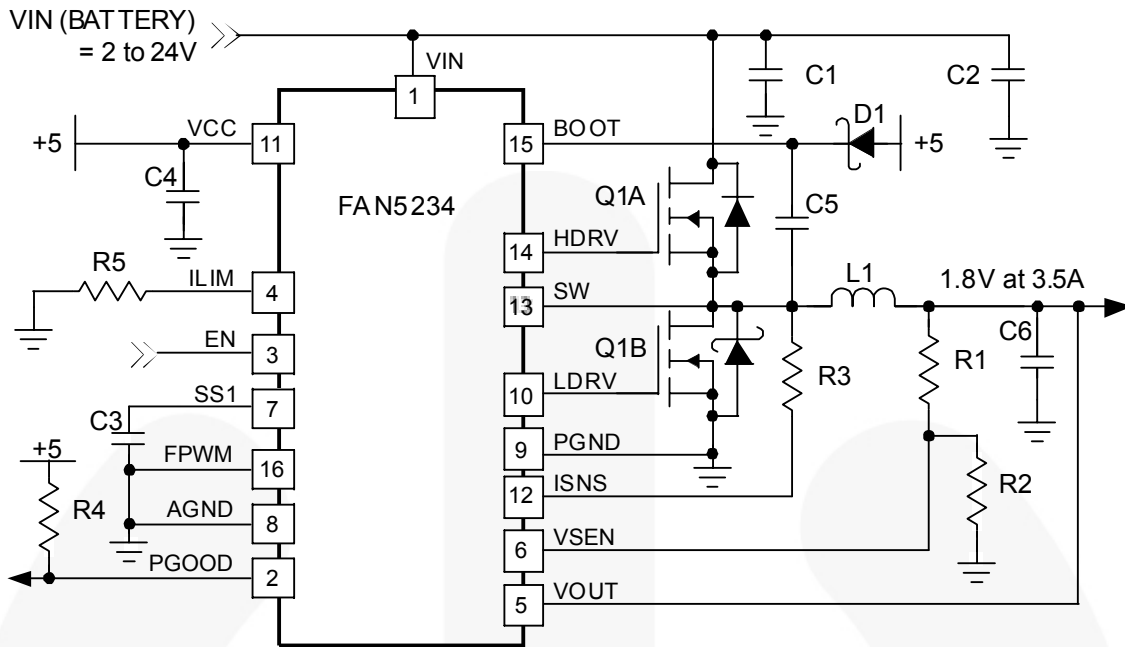 VIN (BATTERY)
= 2 to 24V
VIN
1
C1
C2
+5
VCC
11
15
BOOT
D1
+5
C4
FAN5234
Q1A
C5
14
HDRV
R5
ILIM
4
13
SW
L1
1.8V at 3.5A
EN
3
Q1B
C6
R1
R3
10
LDRV
SS1
7
C3
+5
FPWM
16
9
PGND
12
ISNS
R2
R4
AGND
8
6
VSEN
PGOOD
2
5
VOUT